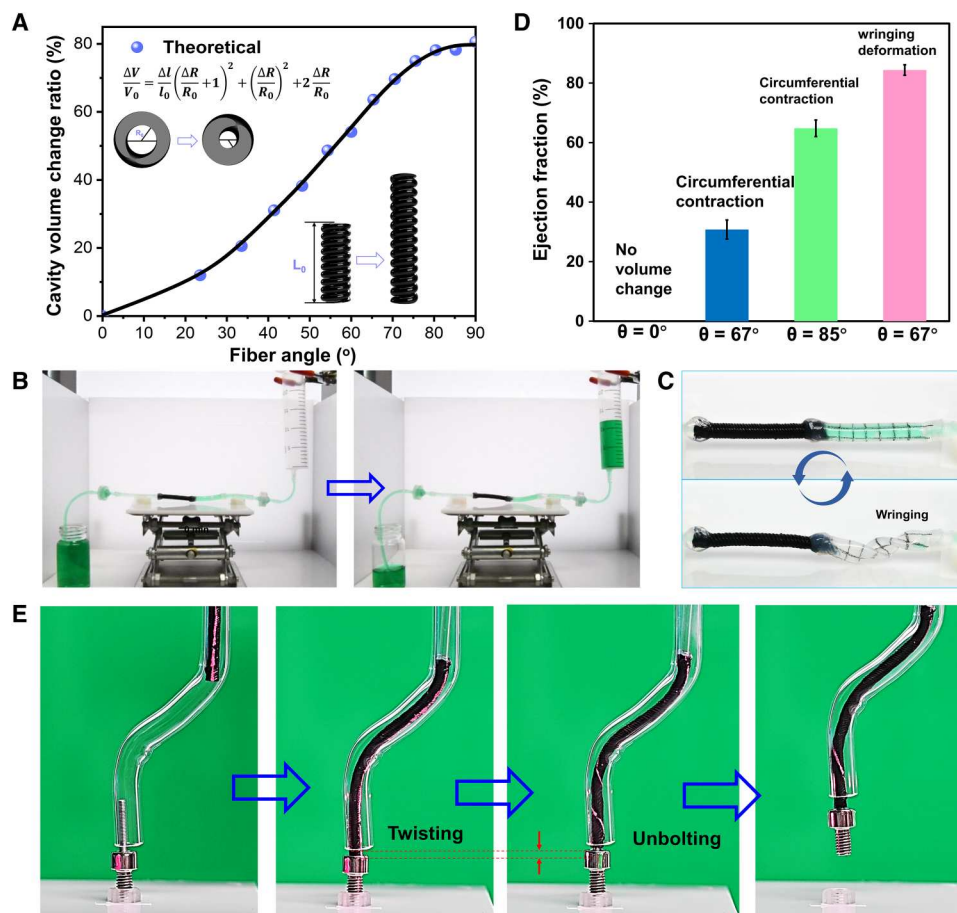 A
Cavity volume change ratio (%)
80
60
40
20
0
Theoretical
ΔV/V₀ = Δl/l₀ (ΔR/R₀ +1)² + (ΔR/R₀)² + 2 ΔR/R₀
R₀
L₀
0 10 20 30 40 50 60 70 80 90
Fiber angle (º)
D
Ejection fraction (%)
100
80
60
40
20
0
wringing
deformation
Circumferential
contraction
Circumferential
contraction
No
volume
change
θ = 0° θ = 67° θ = 85° θ = 67°
B
C
Wringing
E
Twisting
Unbolting